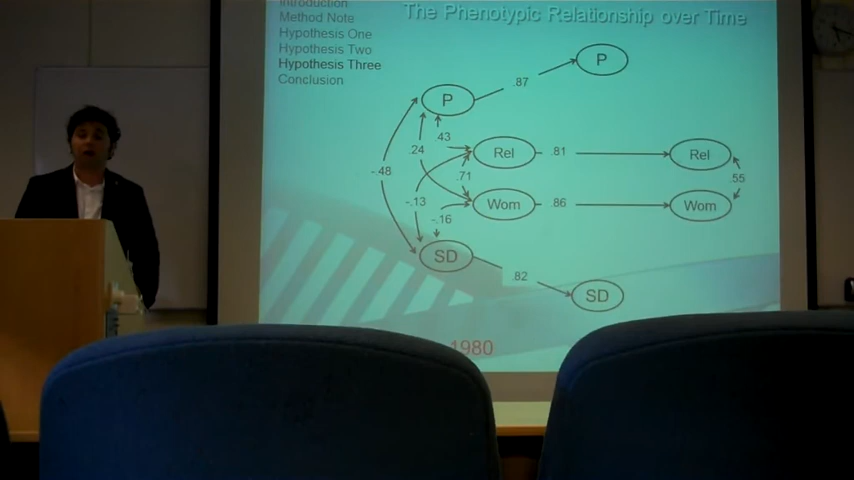 Introduction
Method Note
Hypothesis One
Hypothesis Two
Hypothesis Three
Conclusion
The Phenotypic Relationship over Time
P
.87
P
.43
.24
Rel
.81
Rel
-.48
.71
.55
-.13
Wom
.86
Wom
-.16
SD
.82
SD
1980